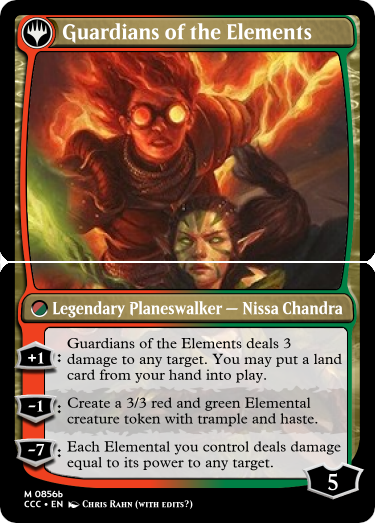 Guardians of the Elements
Legendary Planeswalker — Nissa Chandra
+1: Guardians of the Elements deals 3
damage to any target. You may put a land
card from your hand into play.
−1: Create a 3/3 red and green Elemental
creature token with trample and haste.
−7: Each Elemental you control deals damage
equal to its power to any target.
5
M 0856b
CCC • EN Chris Rahn (with edits?)